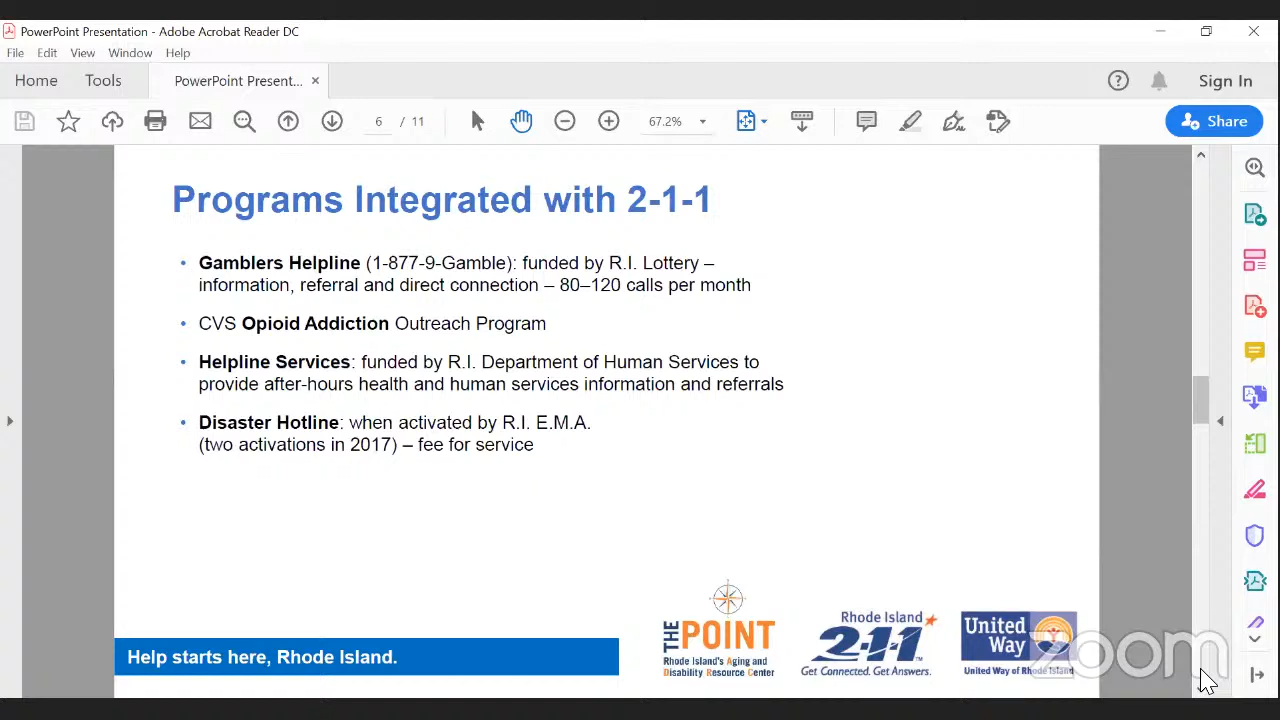 PowerPoint Presentation - Adobe Acrobat Reader DC
File Edit View Window Help
Home Tools PowerPoint Present... × Sign In
6 / 11 67.2% Share
Programs Integrated with 2-1-1
• Gamblers Helpline (1-877-9-Gamble): funded by R.I. Lottery –
information, referral and direct connection – 80–120 calls per month
• CVS Opioid Addiction Outreach Program
• Helpline Services: funded by R.I. Department of Human Services to
provide after-hours health and human services information and referrals
• Disaster Hotline: when activated by R.I. E.M.A.
(two activations in 2017) – fee for service
Help starts here, Rhode Island.
THE POINT
Rhode Island's Aging and
Disability Resource Center
Rhode Island
2-1-1™
Get Connected. Get Answers.
United
Way
United Way of Rhode Island
zoom